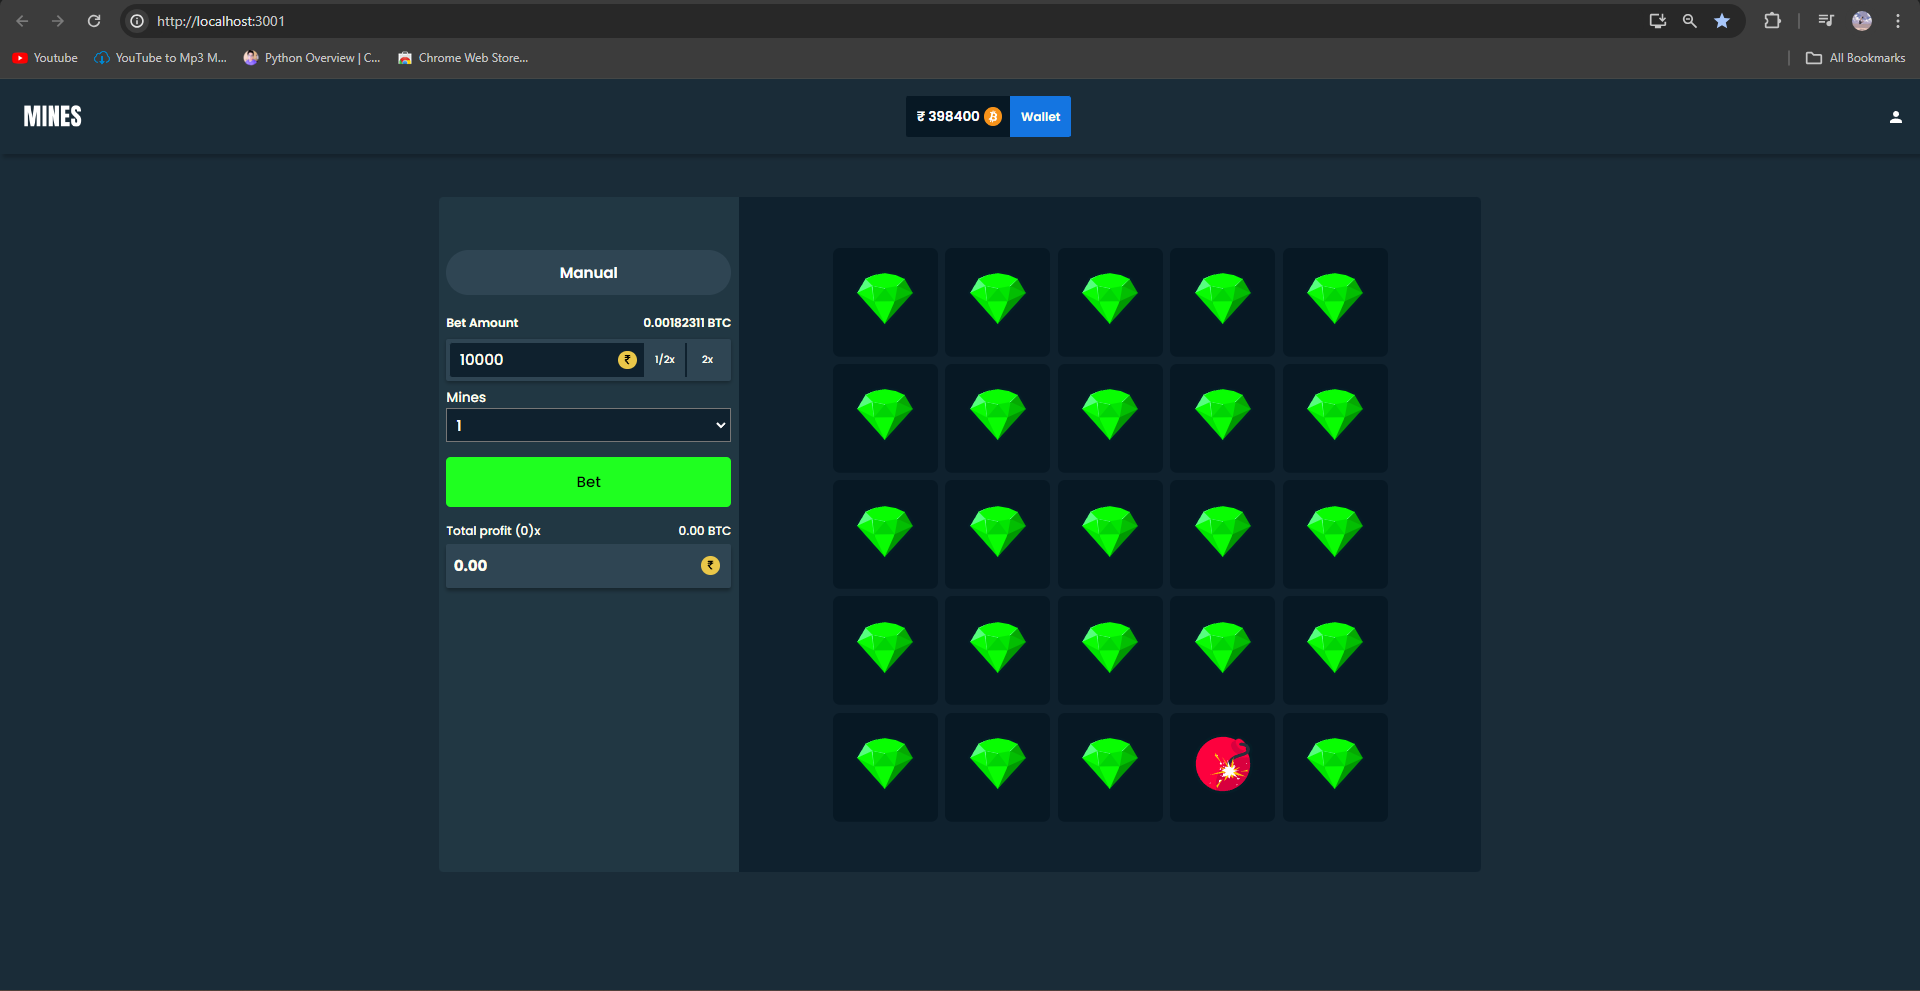 http://localhost:3001
Youtube
YouTube to Mp3 M...
Python Overview | C...
Chrome Web Store...
All Bookmarks
MINES
₹ 398400
Wallet
Manual
Bet Amount
0.00182311 BTC
10000
₹
1/2x
2x
Mines
1
Bet
Total profit (0)x
0.00 BTC
0.00
₹